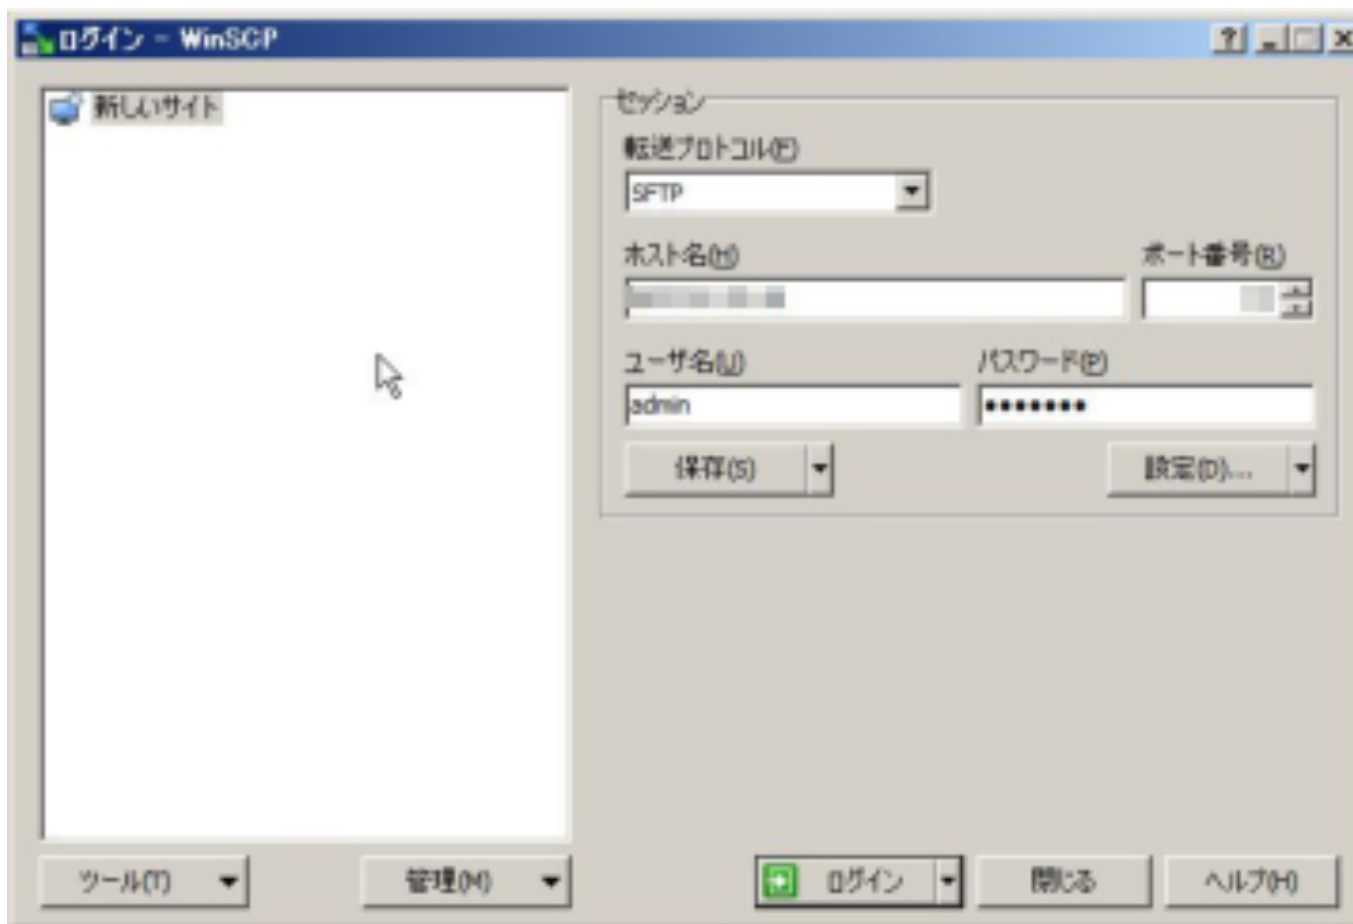 ログイン - WinSCP
新しいサイト
セッション
転送プロトコル(F)
SFTP
ホスト名(H)
ポート番号(R)
ユーザ名(U)
パスワード(P)
admin
保存(S)
設定(D)...
ツール(T)
管理(M)
ログイン
閉じる
ヘルプ(H)